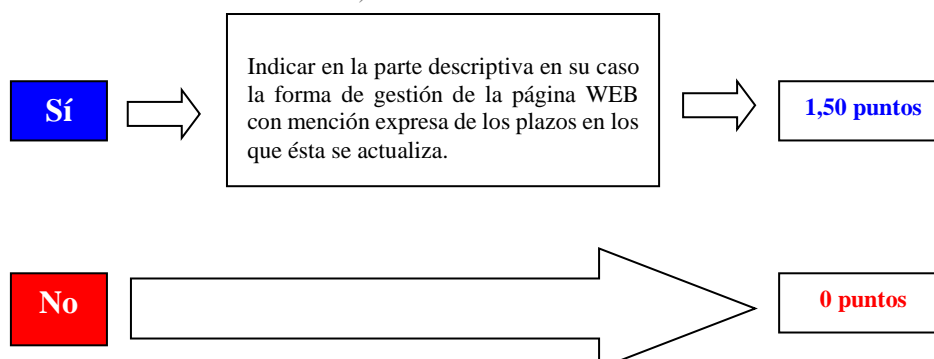 Sí
Indicar en la parte descriptiva en su caso
la forma de gestión de la página WEB
con mención expresa de los plazos en los
que ésta se actualiza.
1,50 puntos
No
0 puntos